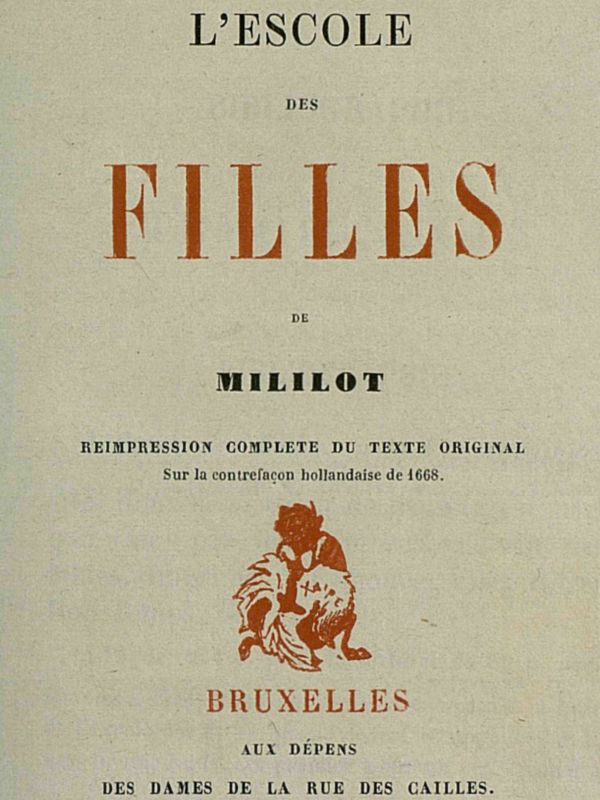 L'ESCOLE
DES
FILLES
DE
MILILOT
REIMPRESSION COMPLETE DU TEXTE ORIGINAL
Sur la contrefaçon hollandaise de 1668.
ΧΑΙΡΕ
BRUXELLES
AUX DÉPENS
DES DAMES DE LA RUE DES CAILLES.